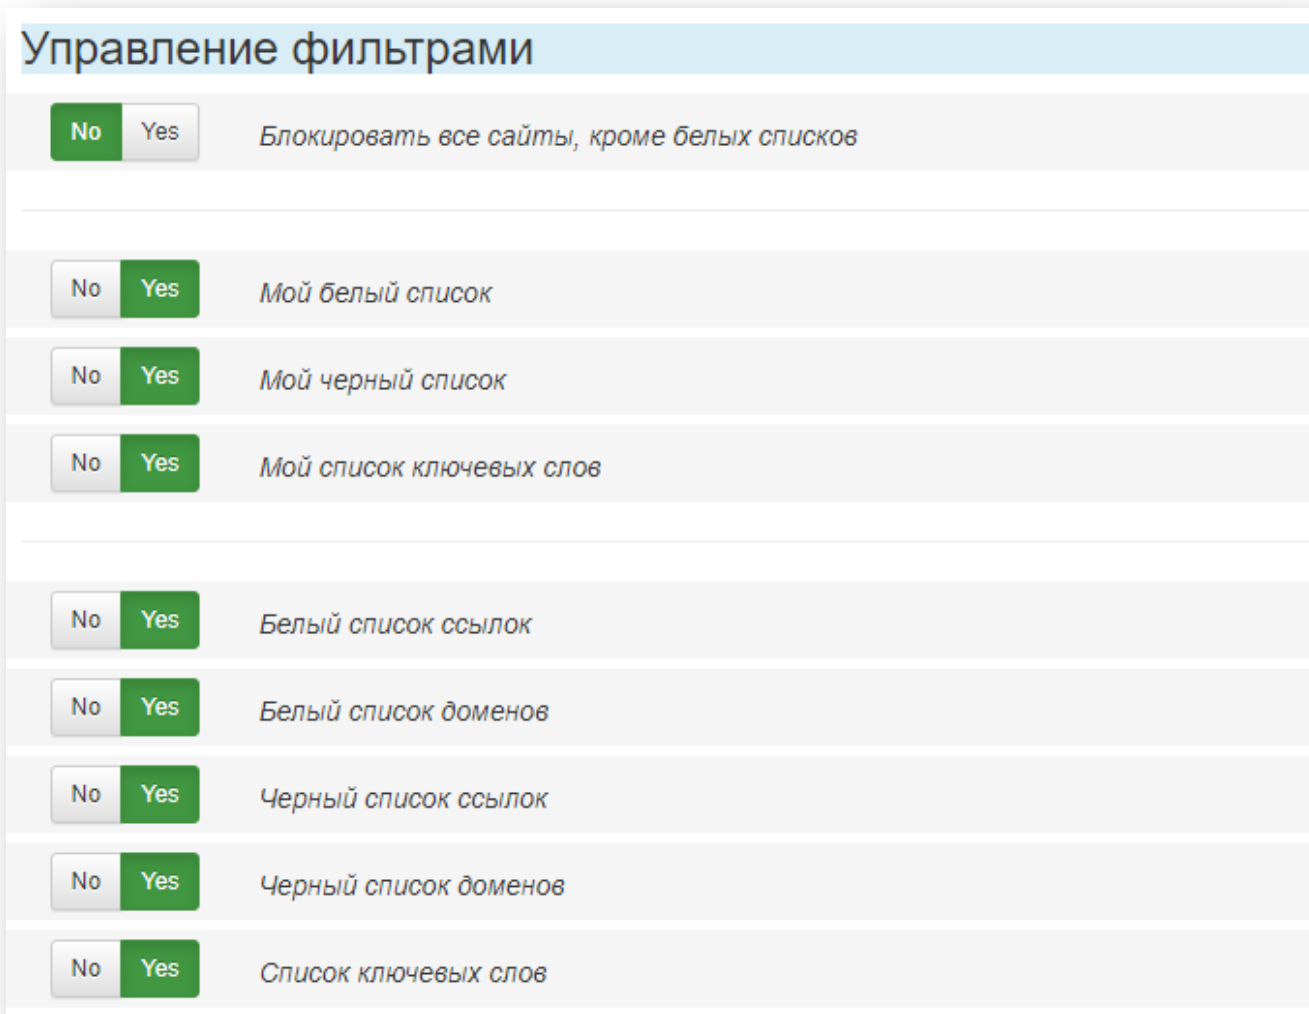 Управление фильтрами
No Yes Блокировать все сайты, кроме белых списков
No Yes Мой белый список
No Yes Мой черный список
No Yes Мой список ключевых слов
No Yes Белый список ссылок
No Yes Белый список доменов
No Yes Черный список ссылок
No Yes Черный список доменов
No Yes Список ключевых слов